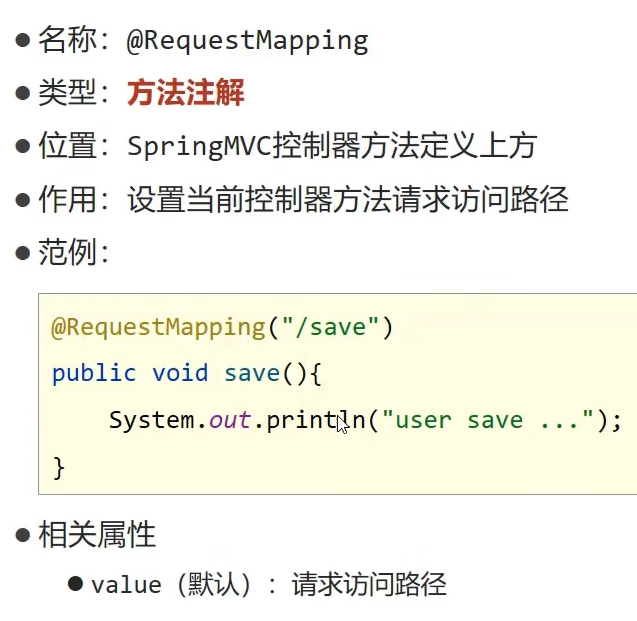 ● 名称：@RequestMapping
● 类型：方法注解
● 位置：SpringMVC控制器方法定义上方
● 作用：设置当前控制器方法请求访问路径
● 范例：
@RequestMapping("/save")
public void save(){
    System.out.println("user save ...");
}
● 相关属性
● value（默认）：请求访问路径